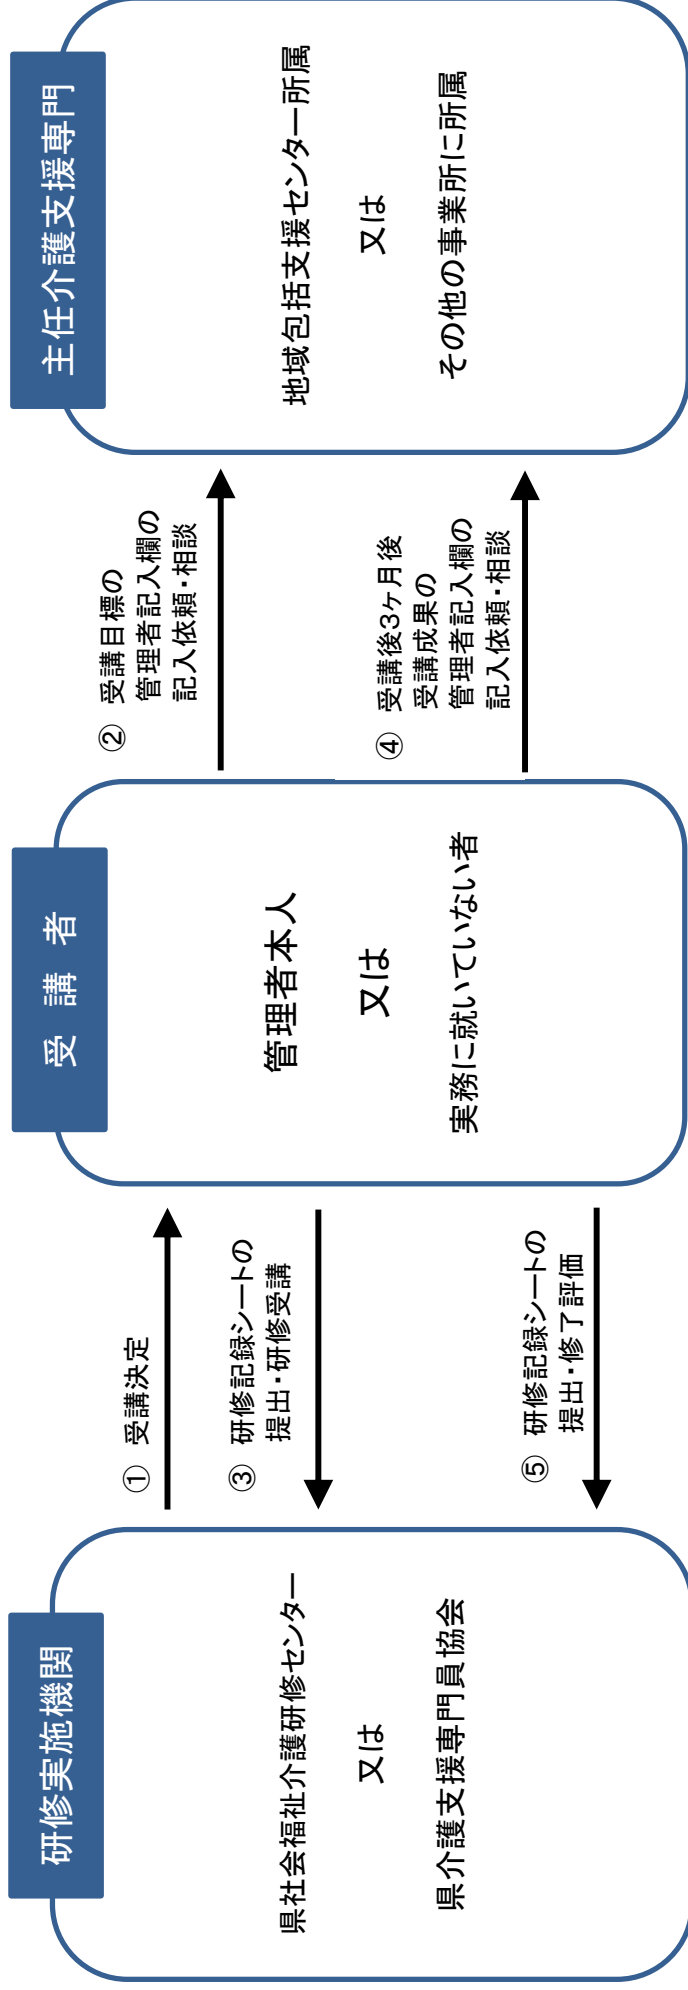 研修実施機関
県社会福祉介護研修センター
又は
県介護支援専門員協会
① 受講決定
③ 研修記録シートの
提出・研修受講
⑤ 研修記録シートの
提出・修了評価
受 講 者
管理者本人
又は
実務に就いていない者
② 受講目標の
管理者記入欄の
記入依頼・相談
④ 受講後3ヶ月後
受講成果の
管理者記入欄の
記入依頼・相談
主任介護支援専門
地域包括支援センター所属
又は
その他の事業所に所属